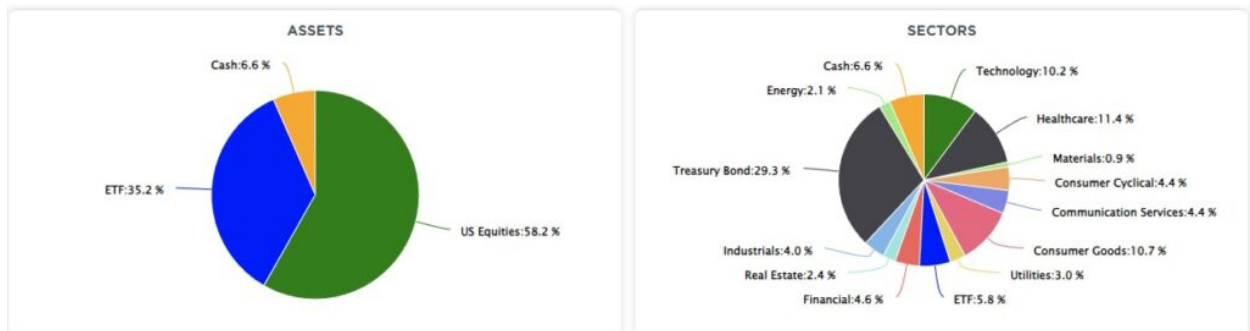 ASSETS
Cash:6.6 %
ETF:35.2 %
US Equities:58.2 %
SECTORS
Cash:6.6 %
Technology:10.2 %
Energy:2.1 %
Healthcare:11.4 %
Materials:0.9 %
Treasury Bond:29.3 %
Consumer Cyclical:4.4 %
Communication Services:4.4 %
Industrials:4.0 %
Consumer Goods:10.7 %
Real Estate:2.4 %
Utilities:3.0 %
Financial:4.6 %
ETF:5.8 %